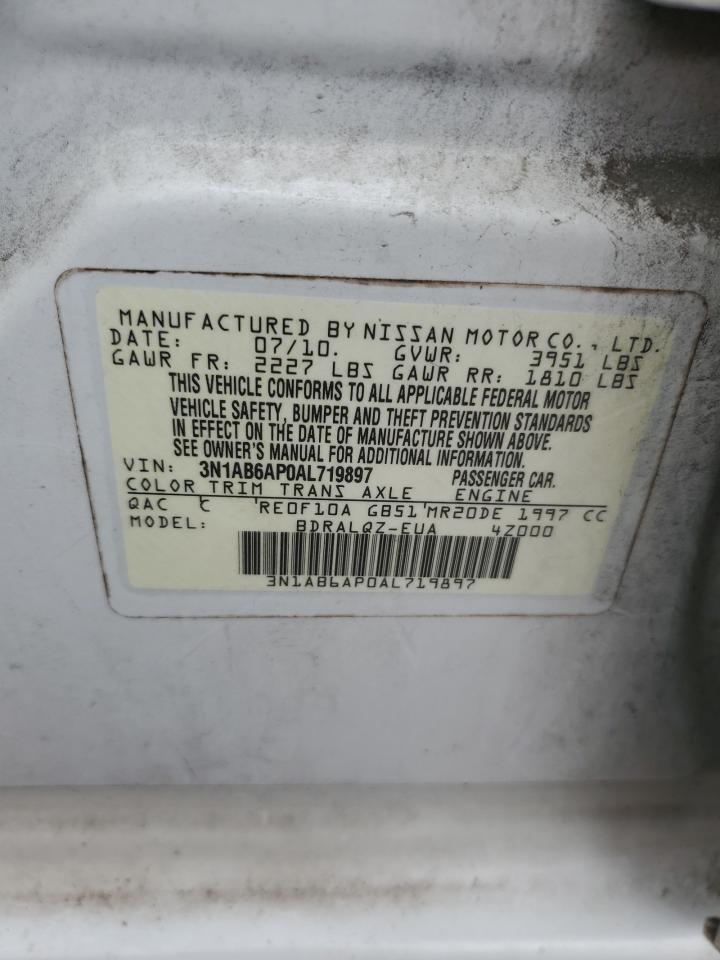 MANUFACTURED BY NISSAN MOTOR CO., LTD.
DATE: 07/10. GVWR: 3951 LBS
GAWR FR: 2227 LBS GAWR RR: 1810 LBS
THIS VEHICLE CONFORMS TO ALL APPLICABLE FEDERAL MOTOR
VEHICLE SAFETY, BUMPER AND THEFT PREVENTION STANDARDS
IN EFFECT ON THE DATE OF MANUFACTURE SHOWN ABOVE.
SEE OWNER'S MANUAL FOR ADDITIONAL INFORMATION.
VIN: 3N1AB6AP0AL719897 PASSENGER CAR.
COLOR TRIM TRANS AXLE ENGINE
QAC C 'RE0F10A GB51'MR20DE 1997 CC
MODEL: BDRALQZ-EUA 4Z000
3N1AB6AP0AL719897